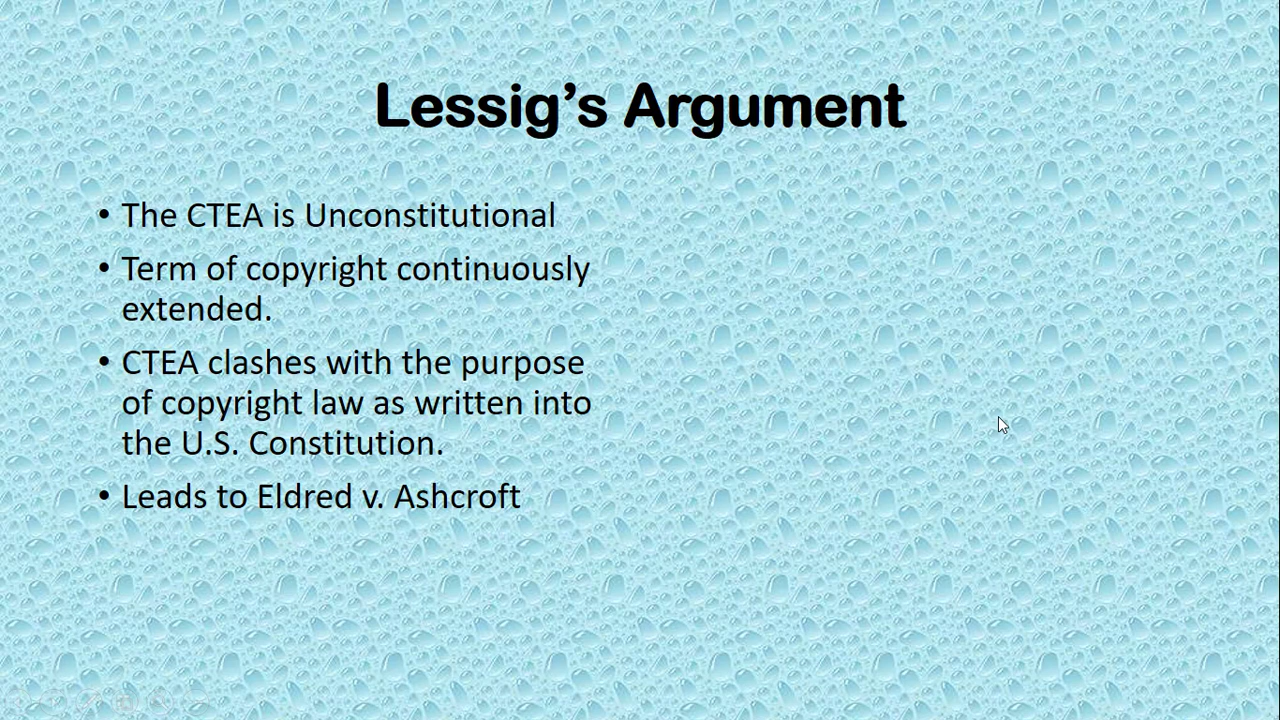 Lessig’s Argument
• The CTEA is Unconstitutional
• Term of copyright continuously
extended.
• CTEA clashes with the purpose
of copyright law as written into
the U.S. Constitution.
• Leads to Eldred v. Ashcroft